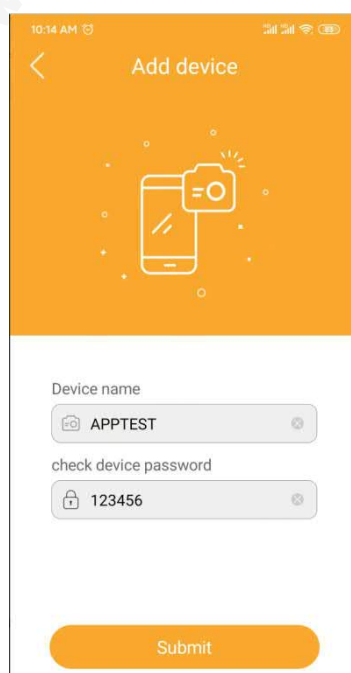 10:14 AM
Add device
Device name
APPTEST
check device password
123456
Submit